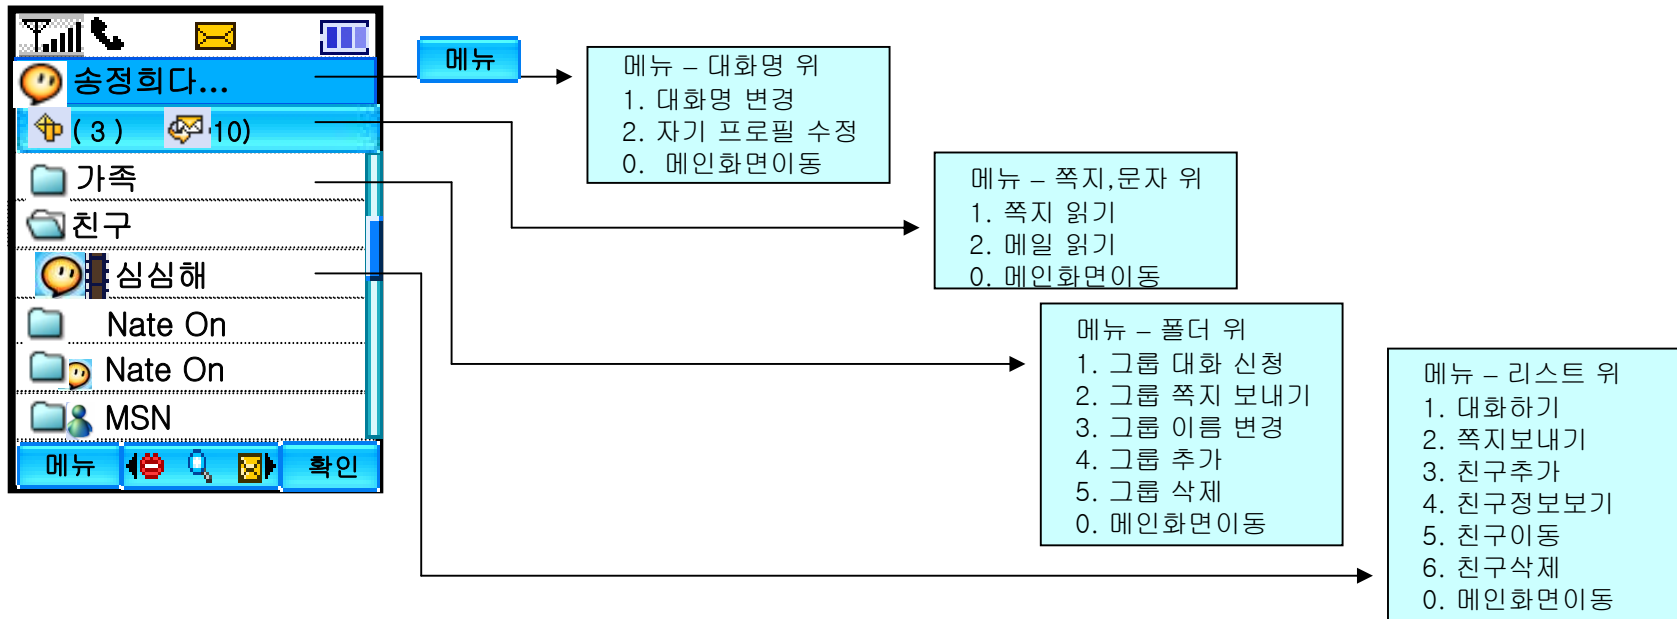 송정희다...
( 3 ) 10)
가족
친구
심심해
Nate On
Nate On
MSN
메뉴 확인
메뉴
메뉴 – 대화명 위
1. 대화명 변경
2. 자기 프로필 수정
0. 메인화면이동
메뉴 – 쪽지,문자 위
1. 쪽지 읽기
2. 메일 읽기
0. 메인화면이동
메뉴 – 폴더 위
1. 그룹 대화 신청
2. 그룹 쪽지 보내기
3. 그룹 이름 변경
4. 그룹 추가
5. 그룹 삭제
0. 메인화면이동
메뉴 – 리스트 위
1. 대화하기
2. 쪽지보내기
3. 친구추가
4. 친구정보보기
5. 친구이동
6. 친구삭제
0. 메인화면이동